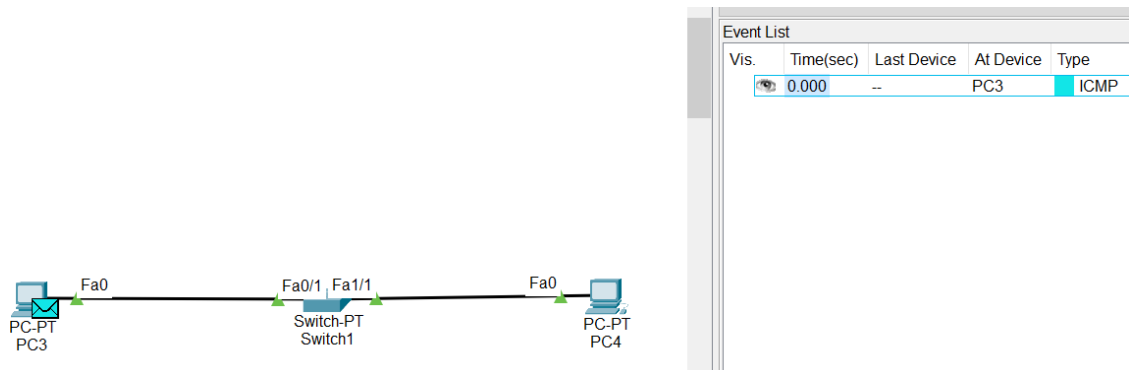 Event List
Vis. Time(sec) Last Device At Device Type
0.000 -- PC3 ICMP
Fa0 Fa0/1 Fa1/1 Fa0
PC-PT Switch-PT PC-PT
PC3 Switch1 PC4